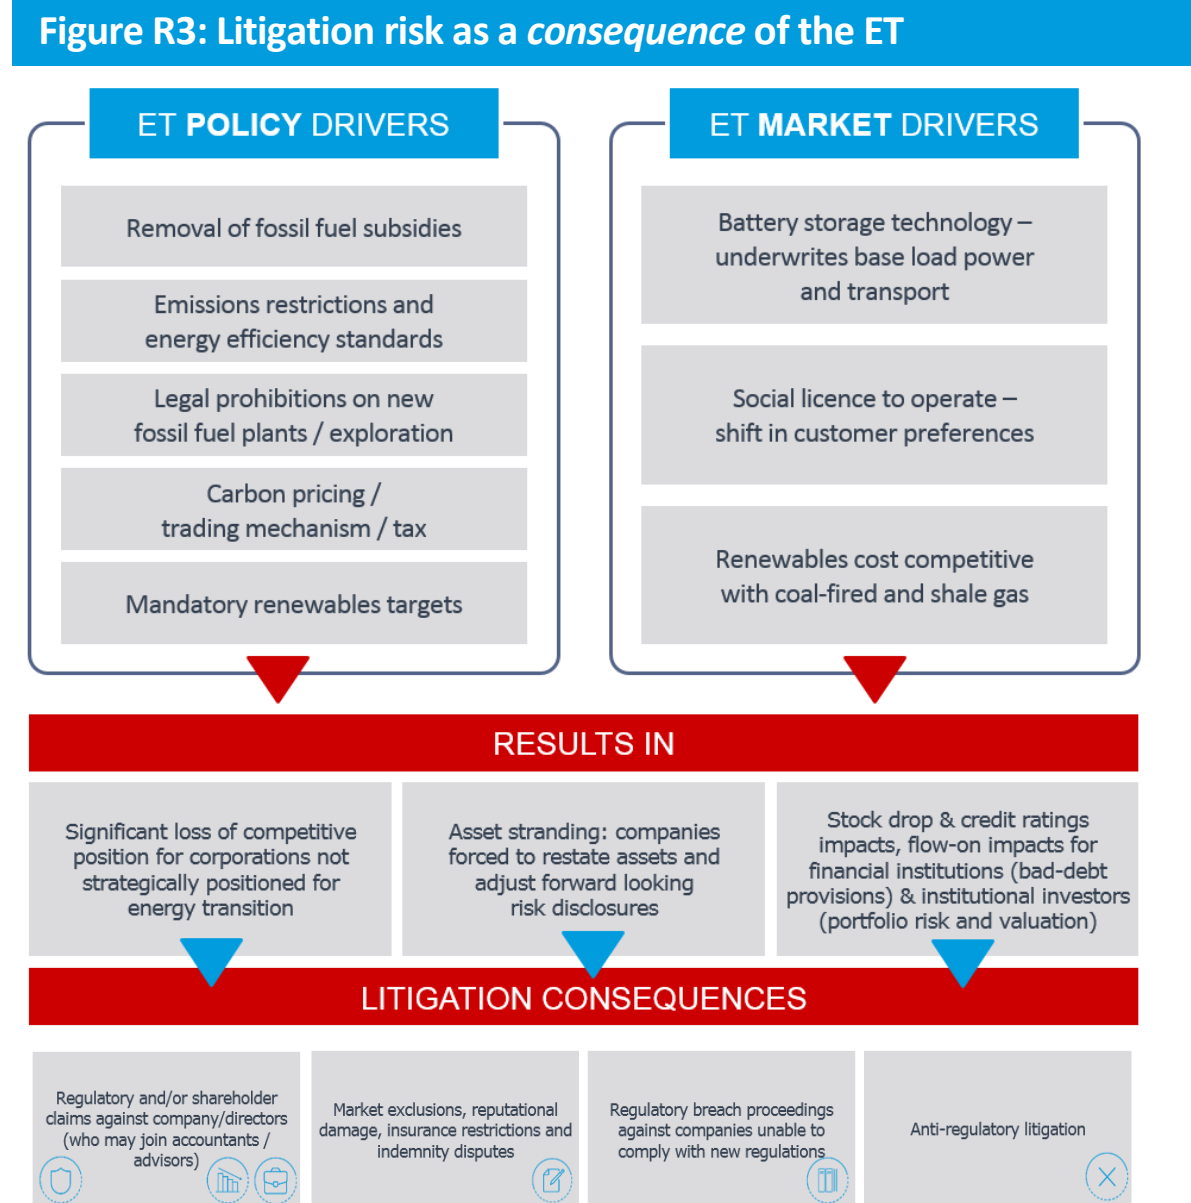 Figure R3: Litigation risk as a consequence of the ET
ET POLICY DRIVERS
Removal of fossil fuel subsidies
Emissions restrictions and
energy efficiency standards
Legal prohibitions on new
fossil fuel plants / exploration
Carbon pricing /
trading mechanism / tax
Mandatory renewables targets
ET MARKET DRIVERS
Battery storage technology –
underwrites base load power
and transport
Social licence to operate –
shift in customer preferences
Renewables cost competitive
with coal-fired and shale gas
RESULTS IN
Significant loss of competitive
position for corporations not
strategically positioned for
energy transition
Asset stranding: companies
forced to restate assets and
adjust forward looking
risk disclosures
Stock drop & credit ratings
impacts, flow-on impacts for
financial institutions (bad-debt
provisions) & institutional investors
(portfolio risk and valuation)
LITIGATION CONSEQUENCES
Regulatory and/or shareholder
claims against company/directors
(who may join accountants /
advisors)
Market exclusions, reputational
damage, insurance restrictions and
indemnity disputes
Regulatory breach proceedings
against companies unable to
comply with new regulations
Anti-regulatory litigation